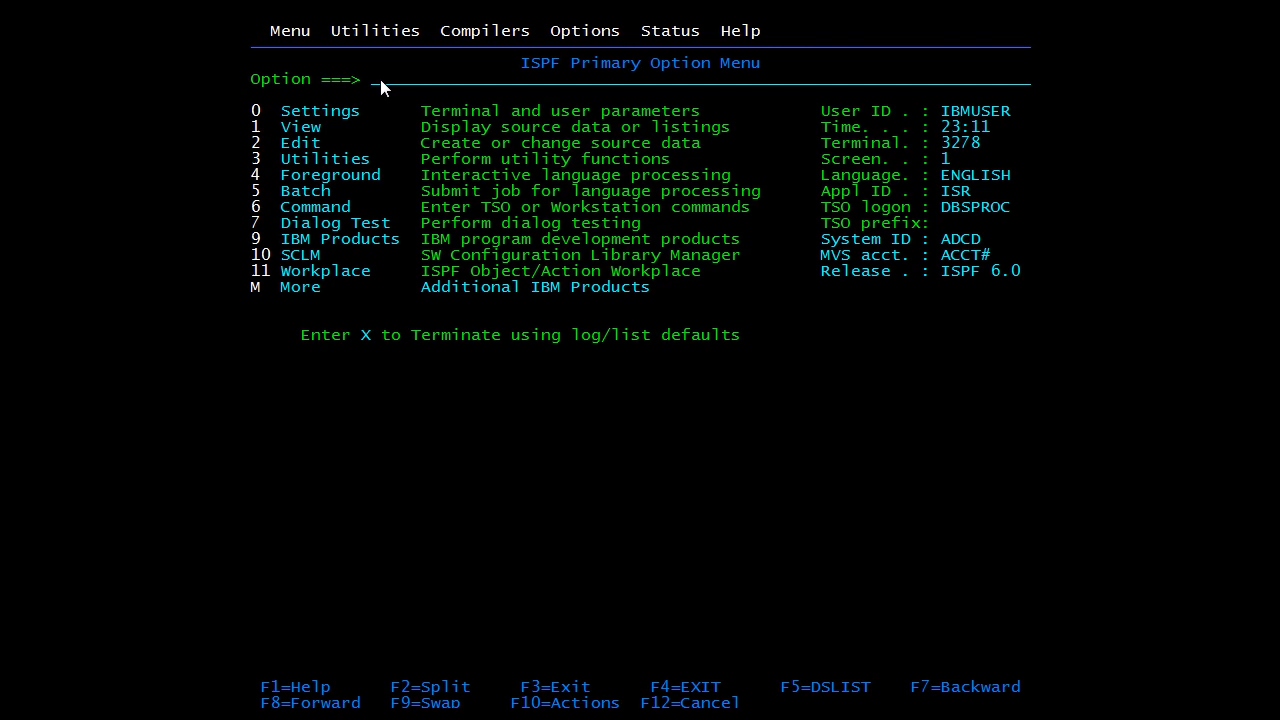 Menu Utilities Compilers Options Status Help
ISPF Primary Option Menu
Option ===>
0 Settings Terminal and user parameters User ID . : IBMUSER
1 View Display source data or listings Time. . . : 23:11
2 Edit Create or change source data Terminal. : 3278
3 Utilities Perform utility functions Screen. . : 1
4 Foreground Interactive language processing Language. : ENGLISH
5 Batch Submit job for language processing Appl ID . : ISR
6 Command Enter TSO or Workstation commands TSO logon : DBSPROC
7 Dialog Test Perform dialog testing TSO prefix:
9 IBM Products IBM program development products System ID : ADCD
10 SCLM SW Configuration Library Manager MVS acct. : ACCT#
11 Workplace ISPF Object/Action Workplace Release . : ISPF 6.0
M More Additional IBM Products
Enter X to Terminate using log/list defaults
F1=Help F2=Split F3=Exit F4=EXIT F5=DSLIST F7=Backward
F8=Forward F9=Swap F10=Actions F12=Cancel